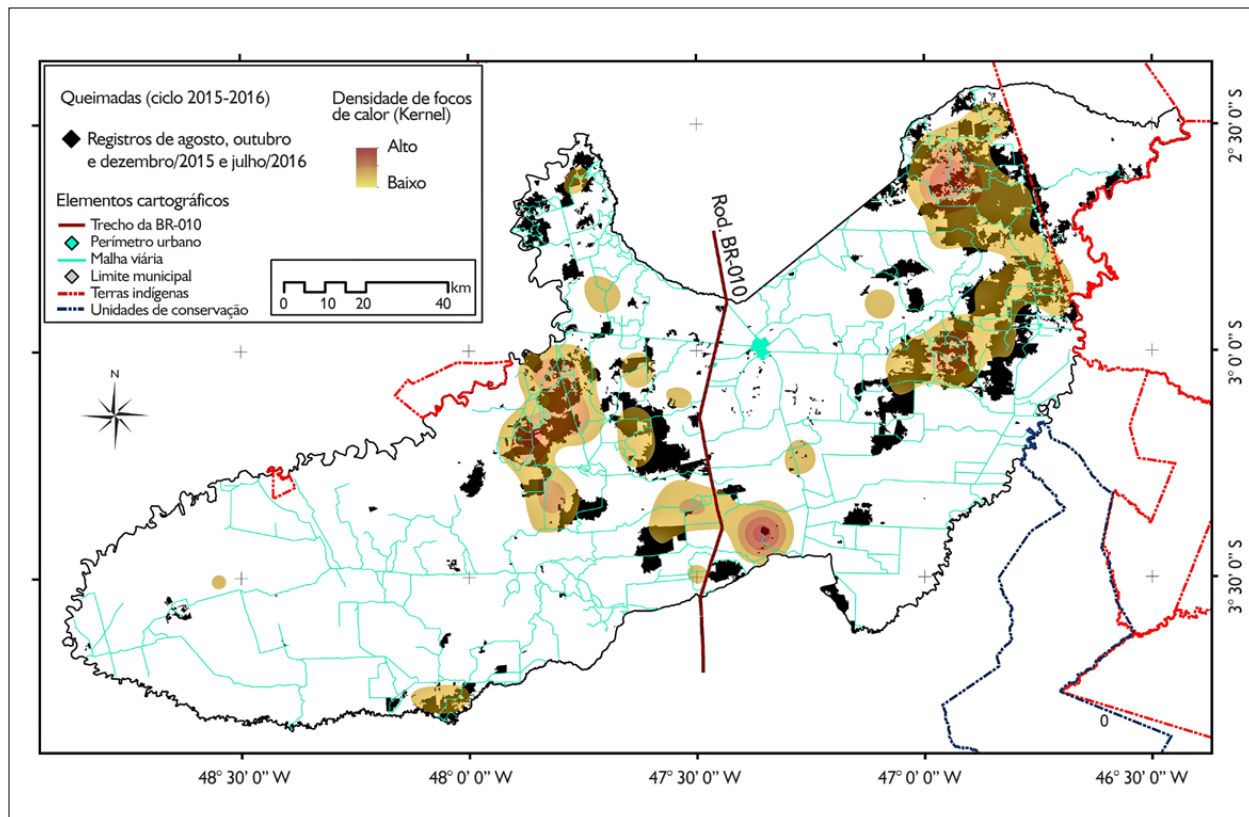 Queimadas (ciclo 2015-2016)
Registros de agosto, outubro
e dezembro/2015 e julho/2016
Densidade de focos
de calor (Kernel)
Alto
Baixo
Elementos cartográficos
Trecho da BR-010
Perímetro urbano
Malha viária
Limite municipal
Terras indígenas
Unidades de conservação
km
0 5 10 15 20 40
N
Rod. BR-010
0
2° 30' 0" S
3° 0' 0" S
3° 30' 0" S
48° 30' 0" W
48° 0' 0" W
47° 30' 0" W
47° 0' 0" W
46° 30' 0" W